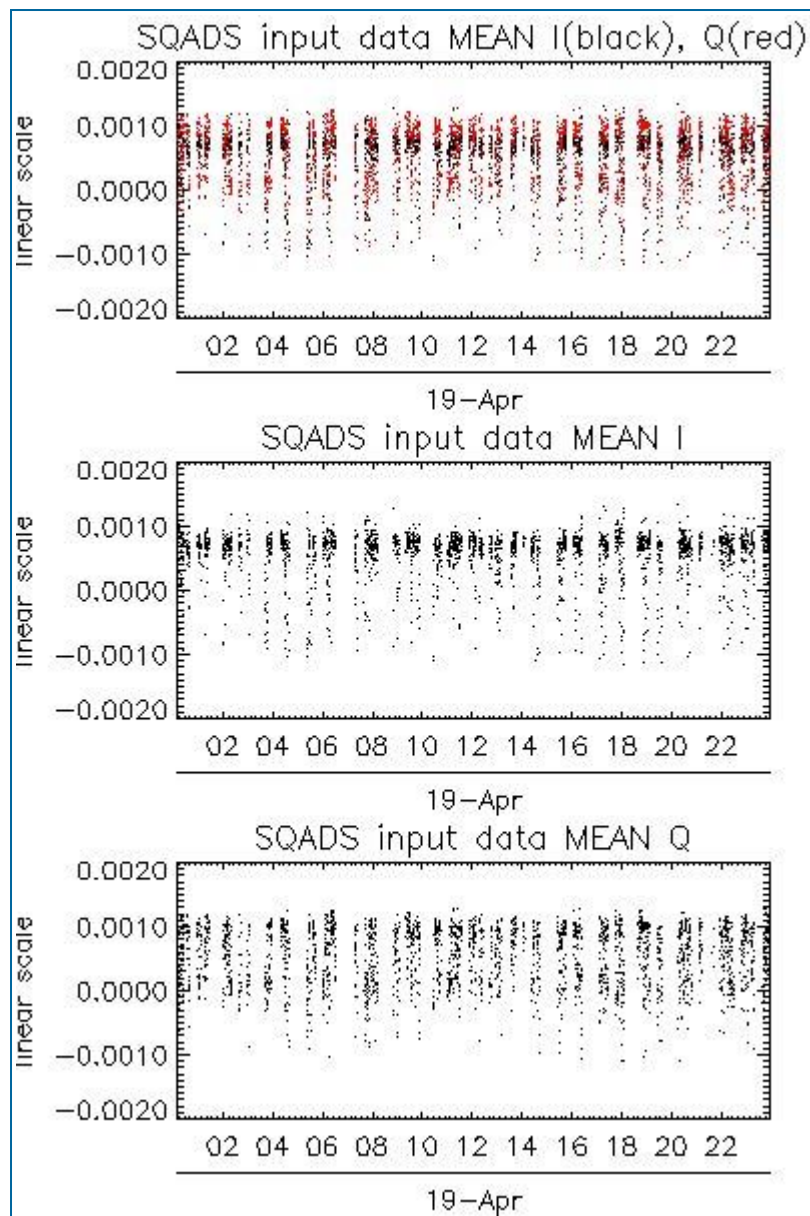 SQADS input data MEAN I(black), Q(red)
0.0020
0.0010
0.0000
−0.0010
−0.0020
linear scale
02 04 06 08 10 12 14 16 18 20 22
19-Apr
SQADS input data MEAN I
0.0020
0.0010
0.0000
−0.0010
−0.0020
linear scale
02 04 06 08 10 12 14 16 18 20 22
19-Apr
SQADS input data MEAN Q
0.0020
0.0010
0.0000
−0.0010
−0.0020
linear scale
02 04 06 08 10 12 14 16 18 20 22
19-Apr